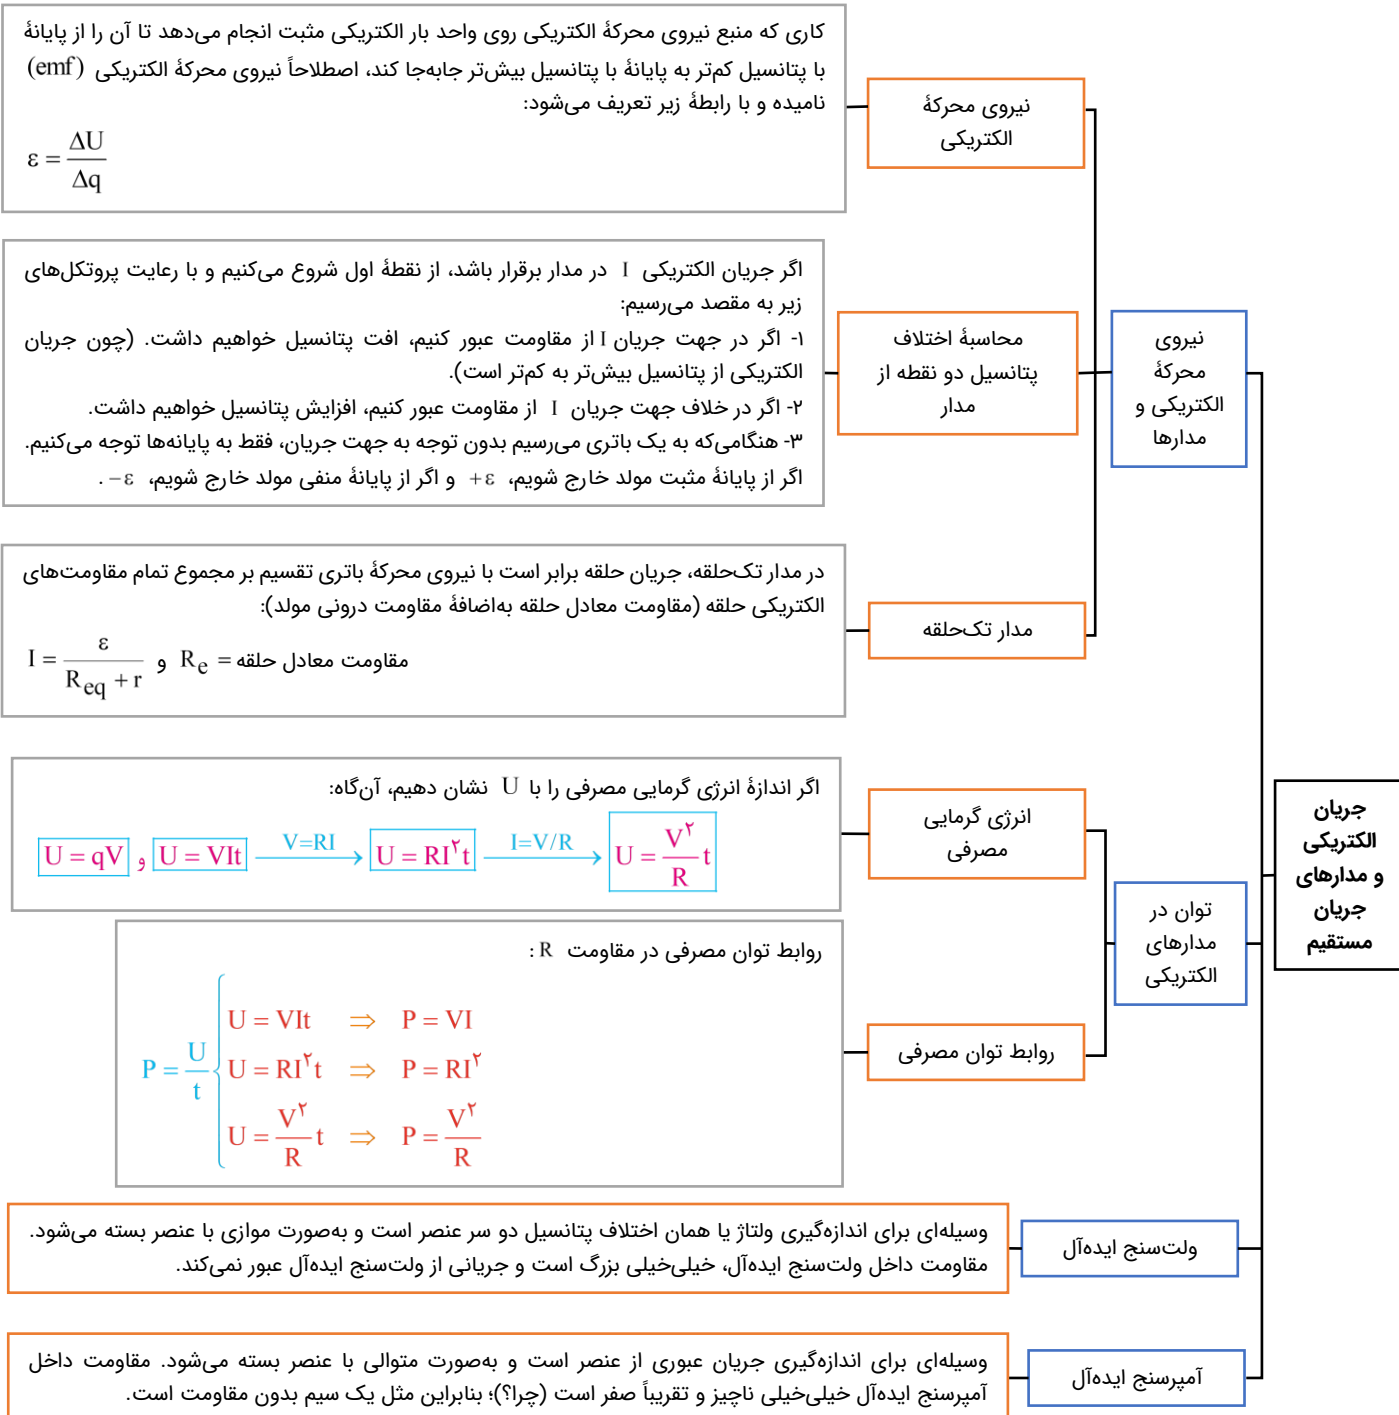 جریان
الکتریکی
و مدارهای
جریان
مستقیم
نیروی
محرکهٔ
الکتریکی و
مدارها
نیروی محرکهٔ
الکتریکی
کاری که منبع نیروی محرکهٔ الکتریکی روی واحد بار الکتریکی مثبت انجام می‌دهد تا آن را از پایانهٔ
با پتانسیل کم‌تر به پایانهٔ با پتانسیل بیش‌تر جابه‌جا کند، اصطلاحاً نیروی محرکهٔ الکتریکی (emf)
نامیده و با رابطهٔ زیر تعریف می‌شود:
ε = ΔU/Δq
محاسبهٔ اختلاف
پتانسیل دو نقطه از
مدار
اگر جریان الکتریکی I در مدار برقرار باشد، از نقطهٔ اول شروع می‌کنیم و با رعایت پروتکل‌های
زیر به مقصد می‌رسیم:
۱- اگر در جهت جریان I از مقاومت عبور کنیم، افت پتانسیل خواهیم داشت. (چون جریان
الکتریکی از پتانسیل بیش‌تر به کم‌تر است).
۲- اگر در خلاف جهت جریان I از مقاومت عبور کنیم، افزایش پتانسیل خواهیم داشت.
۳- هنگامی‌که به یک باتری می‌رسیم بدون توجه به جهت جریان، فقط به پایانه‌ها توجه می‌کنیم.
اگر از پایانهٔ مثبت مولد خارج شویم، +ε و اگر از پایانهٔ منفی مولد خارج شویم، −ε .
مدار تک‌حلقه
در مدار تک‌حلقه، جریان حلقه برابر است با نیروی محرکهٔ باتری تقسیم بر مجموع تمام مقاومت‌های
الکتریکی حلقه (مقاومت معادل حلقه به‌اضافهٔ مقاومت درونی مولد):
I = ε/(Req + r) و Re = مقاومت معادل حلقه
توان در
مدارهای
الکتریکی
انرژی گرمایی
مصرفی
اگر اندازهٔ انرژی گرمایی مصرفی را با U نشان دهیم، آن‌گاه:
U = qV و U = VIt —V=RI→ U = RI^۲t —I=V/R→ U = V^۲/R t
روابط توان مصرفی
روابط توان مصرفی در مقاومت R :
P = U/t {
U = VIt ⇒ P = VI
U = RI^۲t ⇒ P = RI^۲
U = V^۲/R t ⇒ P = V^۲/R
ولت‌سنج ایده‌آل
وسیله‌ای برای اندازه‌گیری ولتاژ یا همان اختلاف پتانسیل دو سر عنصر است و به‌صورت موازی با عنصر بسته می‌شود.
مقاومت داخل ولت‌سنج ایده‌آل، خیلی‌خیلی بزرگ است و جریانی از ولت‌سنج ایده‌آل عبور نمی‌کند.
آمپرسنج ایده‌آل
وسیله‌ای برای اندازه‌گیری جریان عبوری از عنصر است و به‌صورت متوالی با عنصر بسته می‌شود. مقاومت داخل
آمپرسنج ایده‌آل خیلی‌خیلی ناچیز و تقریباً صفر است (چرا؟)؛ بنابراین مثل یک سیم بدون مقاومت است.